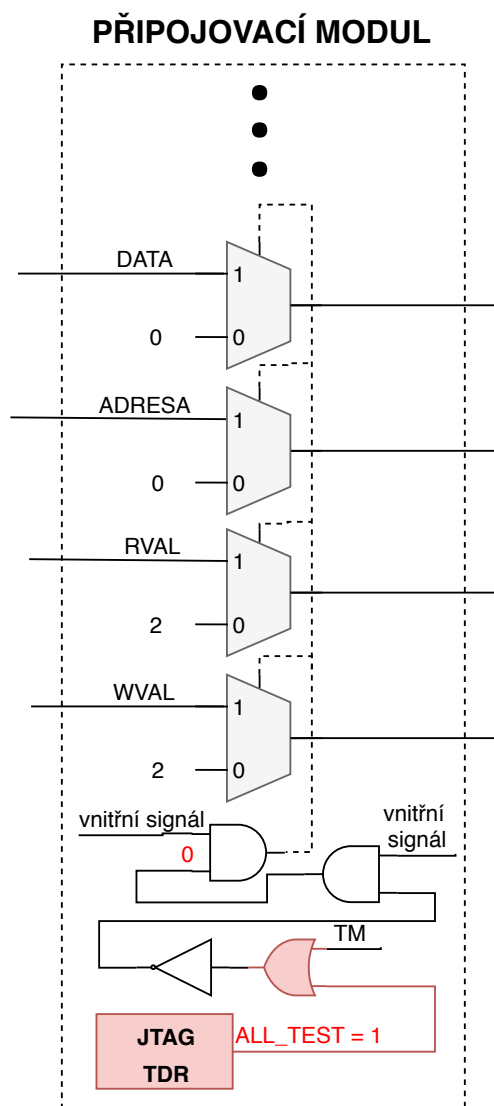 PŘIPOJOVACÍ MODUL
DATA
1
0
0
ADRESA
1
0
0
RVAL
1
2
0
WVAL
1
2
0
vnitřní signál
0
vnitřní
signál
TM
JTAG
TDR
ALL_TEST = 1